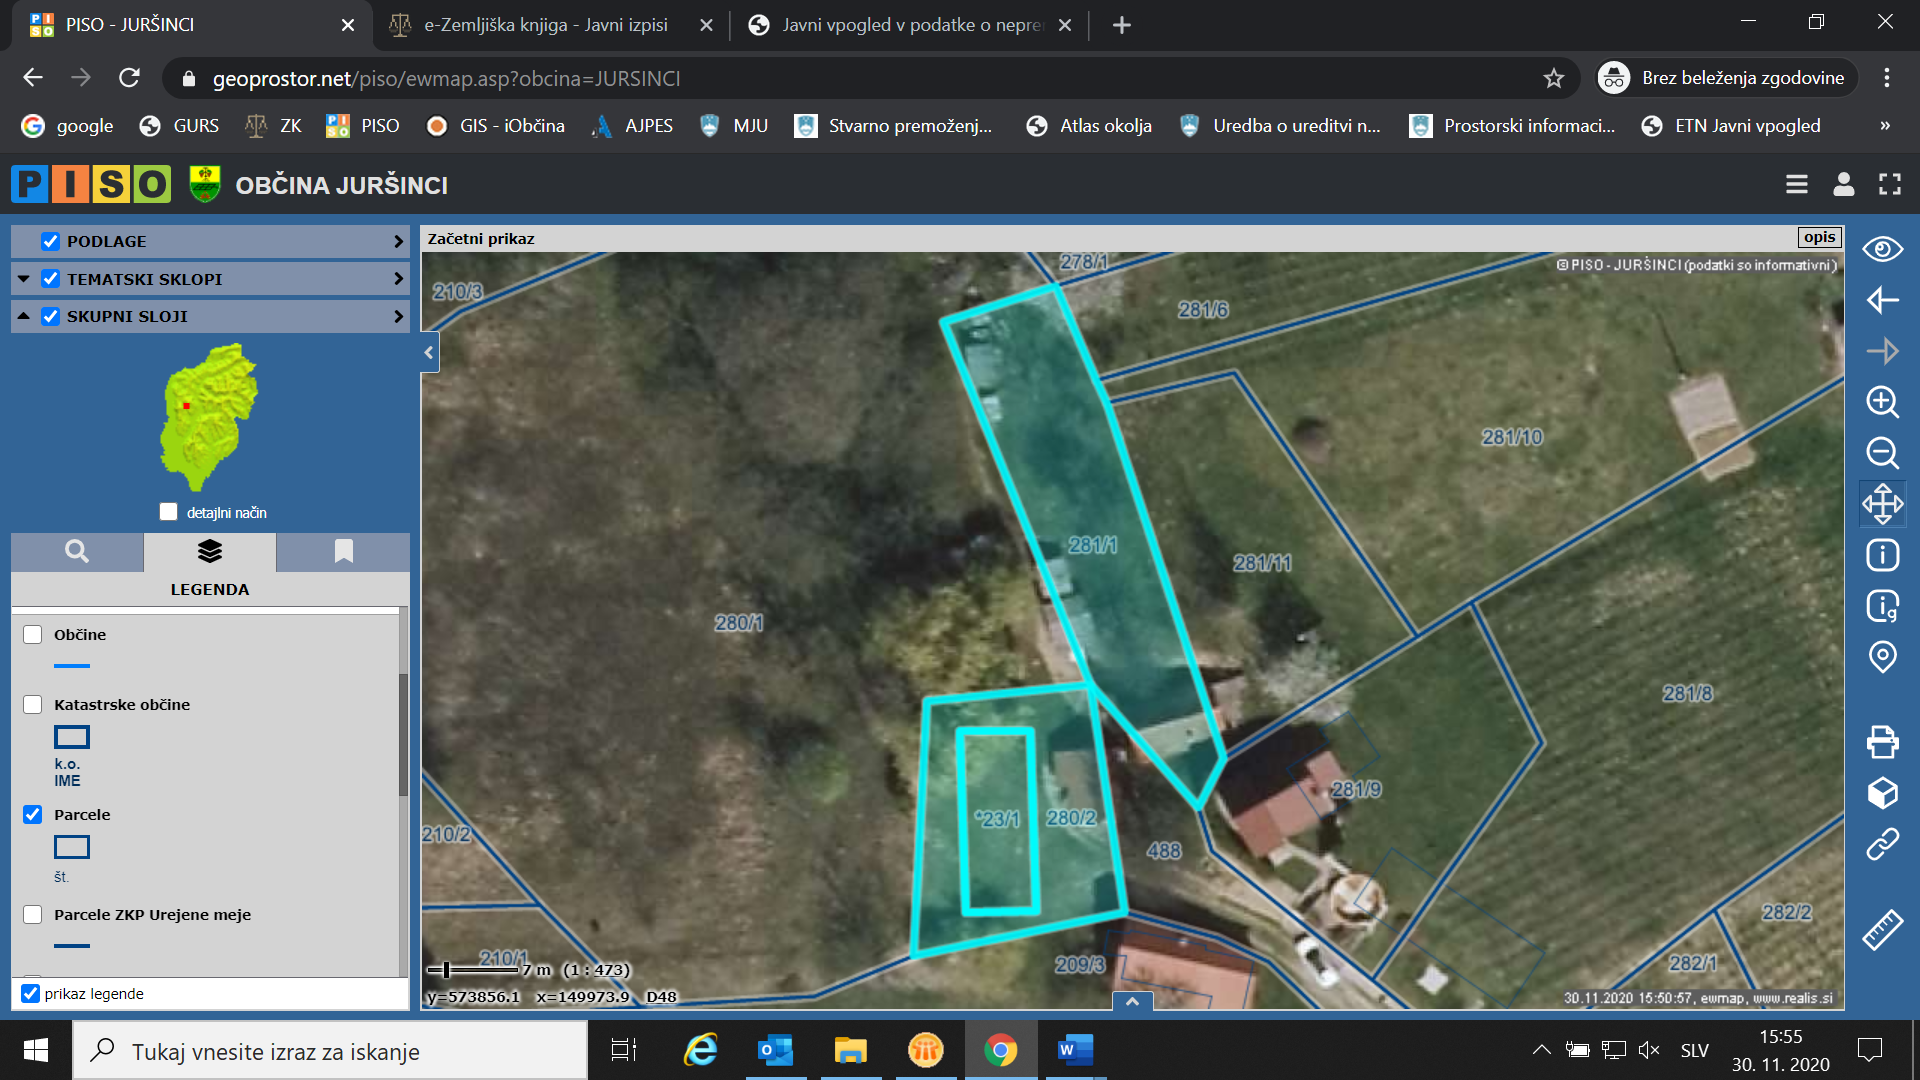 PISO - JURŠINCI
e-Zemljiška knjiga - Javni izpisi
Javni vpogled v podatke o nepre
geoprostor.net/piso/ewmap.asp?obcina=JURSINCI
Brez beleženja zgodovine
google
GURS
ZK
PISO
GIS - iObčina
AJPES
MJU
Stvarno premoženj...
Atlas okolja
Uredba o ureditvi n...
Prostorski informaci...
ETN Javni vpogled
»
PISO
OBČINA JURŠINCI
PODLAGE
TEMATSKI SKLOPI
SKUPNI SLOJI
detajlni način
LEGENDA
Občine
Katastrske občine
k.o.
IME
Parcele
št.
Parcele ZKP Urejene meje
prikaz legende
Začetni prikaz
opis
© PISO - JURŠINCI (podatki so informativni)
278/1
210/3
281/6
281/10
281/1
281/11
280/1
281/8
281/9
*23/1
280/2
210/2
488
282/2
210/1
209/3
282/1
7 m (1 : 473)
y=573856.1 x=149973.9 D48
30.11.2020 15:50:57, ewmap, www.realis.si
Tukaj vnesite izraz za iskanje
SLV
15:55
30. 11. 2020